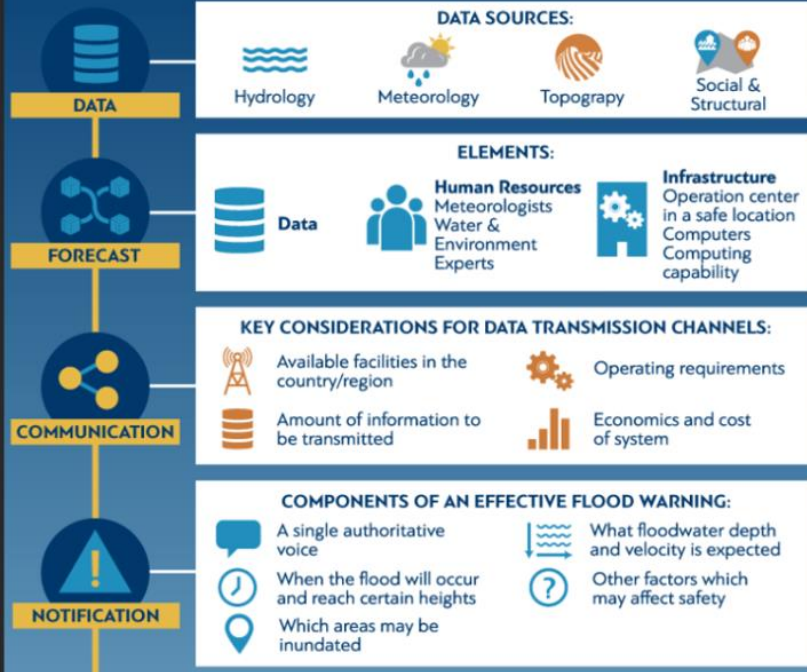 DATA
DATA SOURCES:
Hydrology
Meteorology
Topograpy
Social &
Structural
FORECAST
ELEMENTS:
Data
Human Resources
Meteorologists
Water &
Environment
Experts
Infrastructure
Operation center
in a safe location
Computers
Computing
capability
COMMUNICATION
KEY CONSIDERATIONS FOR DATA TRANSMISSION CHANNELS:
Available facilities in the
country/region
Operating requirements
Amount of information to
be transmitted
Economics and cost
of system
NOTIFICATION
COMPONENTS OF AN EFFECTIVE FLOOD WARNING:
A single authoritative
voice
What floodwater depth
and velocity is expected
When the flood will occur
and reach certain heights
Other factors which
may affect safety
Which areas may be
inundated